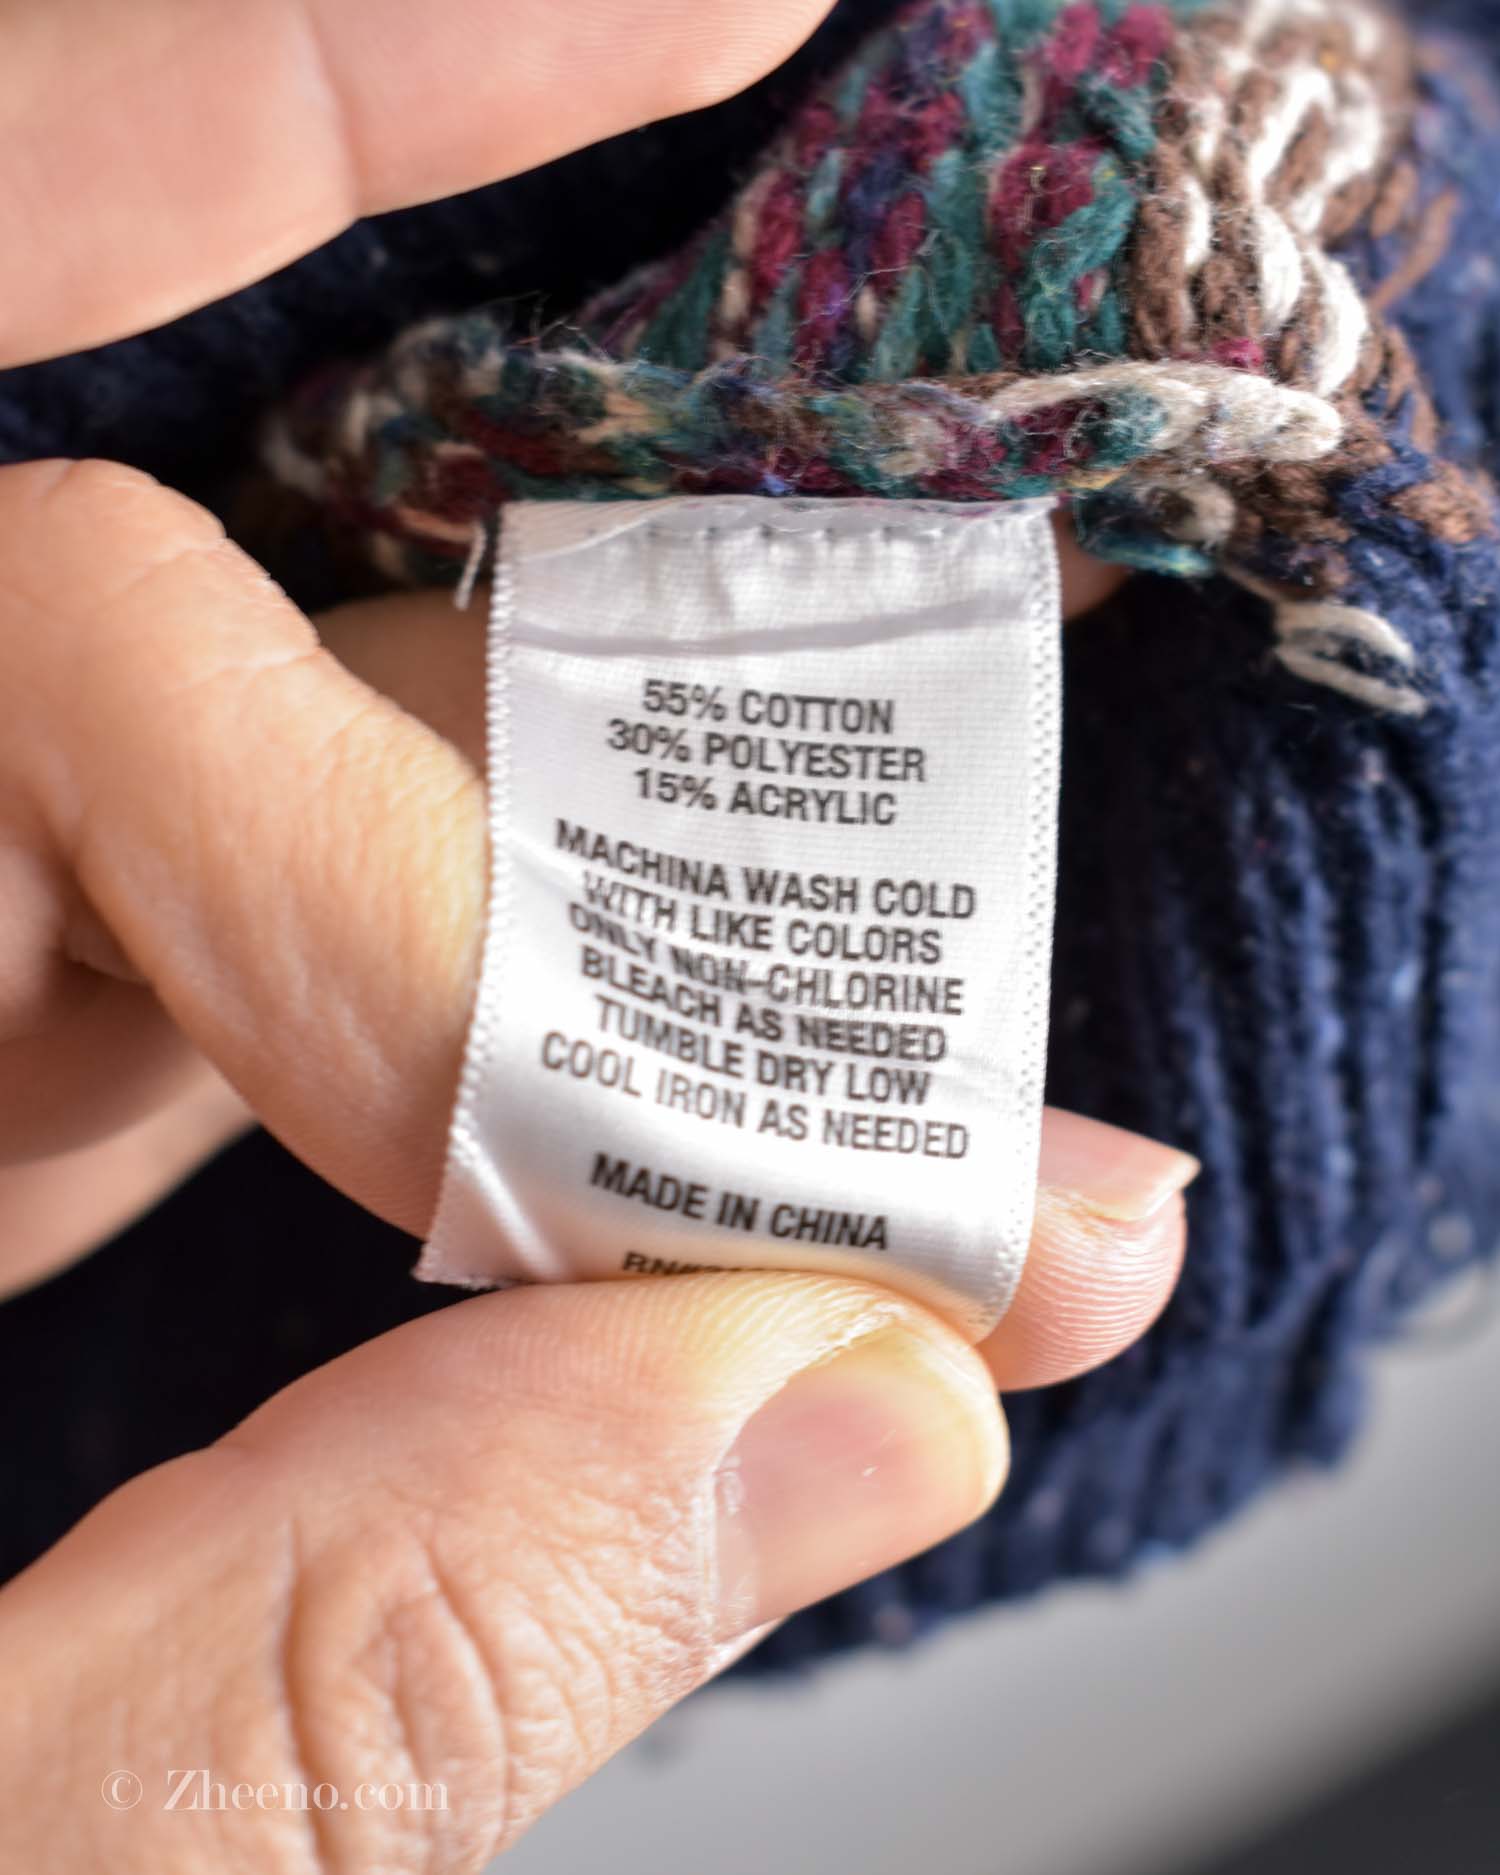 55% COTTON
30% POLYESTER
15% ACRYLIC
MACHINA WASH COLD
WITH LIKE COLORS
ONLY NON-CHLORINE
BLEACH AS NEEDED
TUMBLE DRY LOW
COOL IRON AS NEEDED
MADE IN CHINA
© Zheeno.com